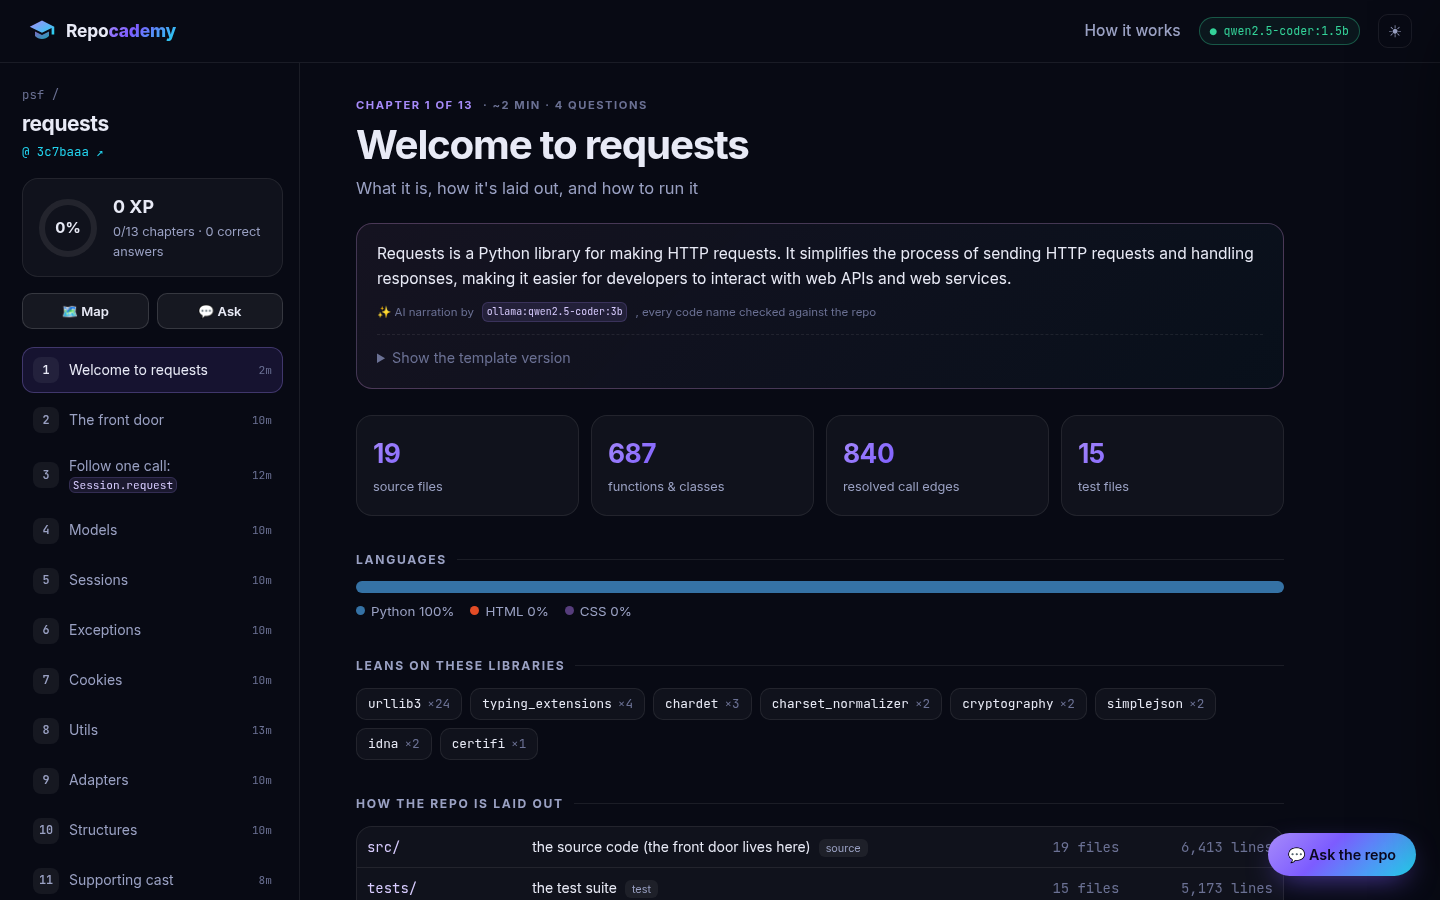 Repocademy
How it works
● qwen2.5-coder:1.5b
psf /
requests
@ 3c7baaa ↗
0%
0 XP
0/13 chapters · 0 correct
answers
🗺️ Map
💬 Ask
1 Welcome to requests 2m
2 The front door 10m
3 Follow one call: 12m
Session.request
4 Models 10m
5 Sessions 10m
6 Exceptions 10m
7 Cookies 10m
8 Utils 13m
9 Adapters 10m
10 Structures 10m
11 Supporting cast 8m
CHAPTER 1 OF 13 · ~2 MIN · 4 QUESTIONS
Welcome to requests
What it is, how it's laid out, and how to run it
Requests is a Python library for making HTTP requests. It simplifies the process of sending HTTP requests and handling
responses, making it easier for developers to interact with web APIs and web services.
✨ AI narration by ollama:qwen2.5-coder:3b , every code name checked against the repo
▶ Show the template version
19
source files
687
functions & classes
840
resolved call edges
15
test files
LANGUAGES
Python 100% HTML 0% CSS 0%
LEANS ON THESE LIBRARIES
urllib3 ×24 typing_extensions ×4 chardet ×3 charset_normalizer ×2 cryptography ×2 simplejson ×2
idna ×2 certifi ×1
HOW THE REPO IS LAID OUT
src/ the source code (the front door lives here) source 19 files 6,413 lines
tests/ the test suite test 15 files 5,173 lines
💬 Ask the repo